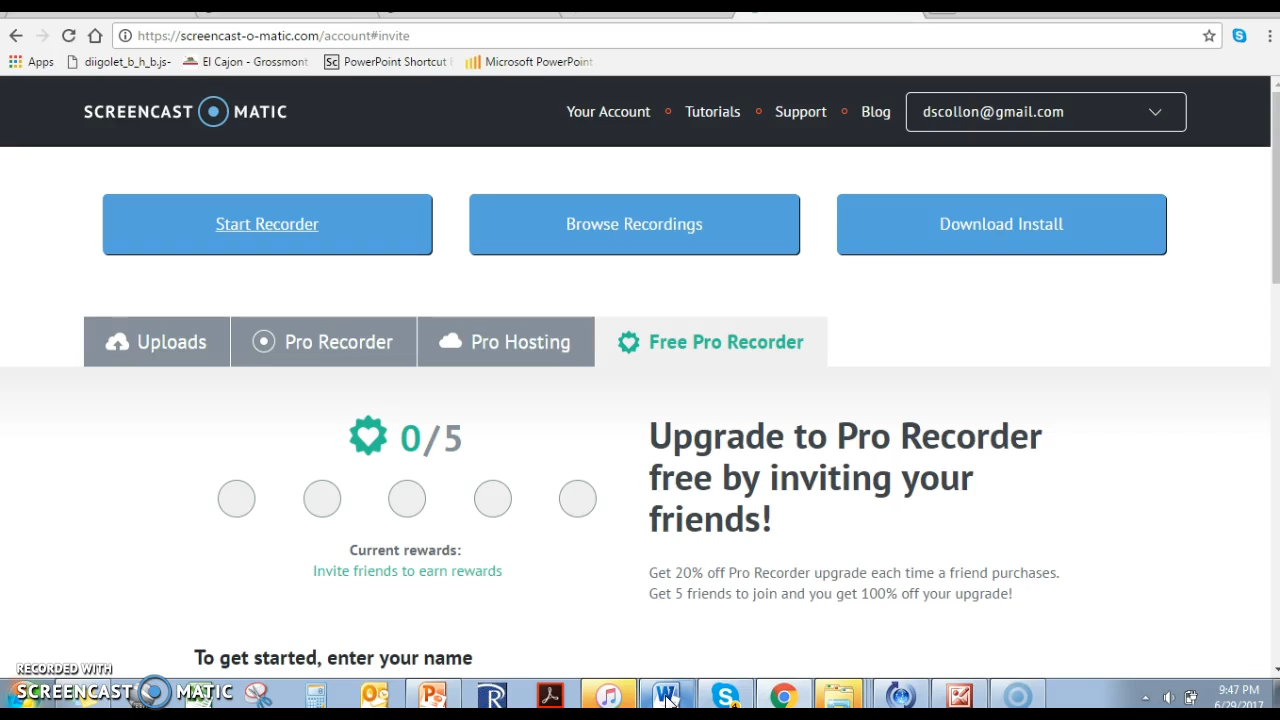 https://screencast-o-matic.com/account#invite
Apps diigolet_b_h_b.js- El Cajon - Grossmont Sc PowerPoint Shortcut Microsoft PowerPoint
SCREENCAST MATIC Your Account Tutorials Support Blog dscollon@gmail.com
Start Recorder Browse Recordings Download Install
Uploads Pro Recorder Pro Hosting Free Pro Recorder
0/5
Upgrade to Pro Recorder
free by inviting your
friends!
Current rewards:
Invite friends to earn rewards
Get 20% off Pro Recorder upgrade each time a friend purchases.
Get 5 friends to join and you get 100% off your upgrade!
To get started, enter your name
RECORDED WITH
SCREENCAST MATIC
9:47 PM
6/29/2017